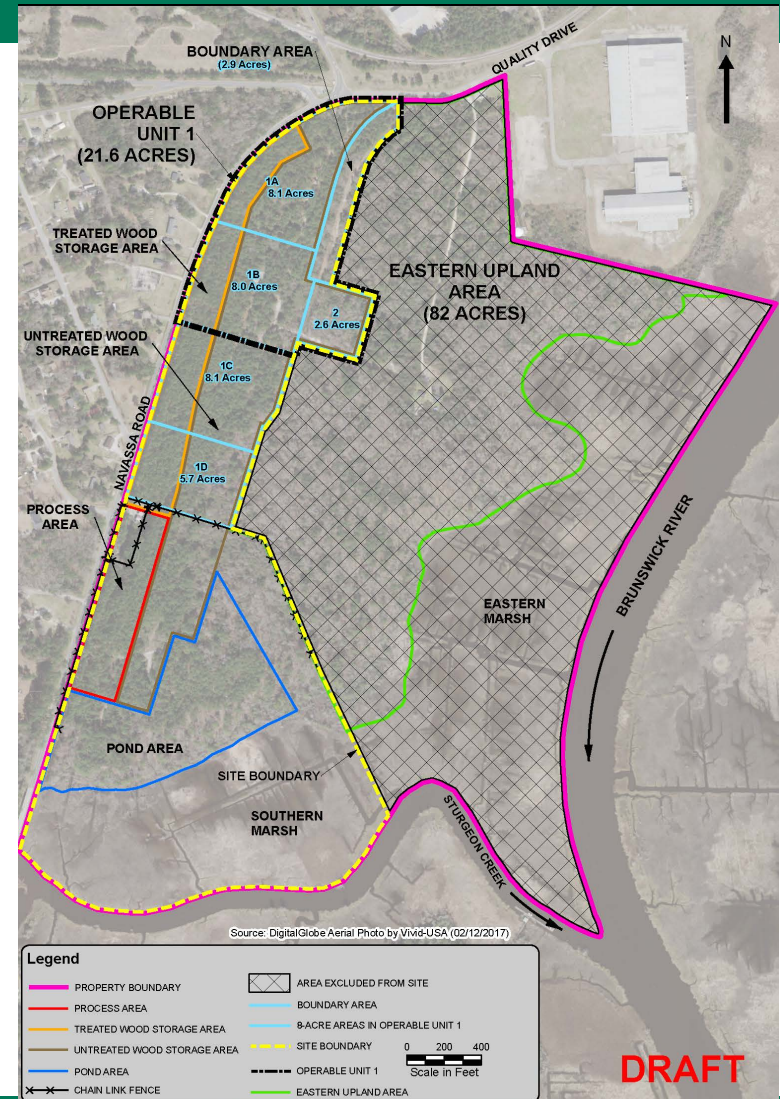 QUALITY DRIVE
N
BOUNDARY AREA
(2.9 Acres)
OPERABLE
UNIT 1
(21.6 ACRES)
1A
8.1 Acres
TREATED WOOD
STORAGE AREA
1B
8.0 Acres
EASTERN UPLAND
AREA
(82 ACRES)
2
2.6 Acres
UNTREATED WOOD
STORAGE AREA
1C
8.1 Acres
NAVASSA ROAD
1D
5.7 Acres
PROCESS
AREA
BRUNSWICK RIVER
EASTERN
MARSH
POND AREA
SITE BOUNDARY
SOUTHERN
MARSH
STURGEON CREEK
Source: DigitalGlobe Aerial Photo by Vivid-USA (02/12/2017)
Legend
PROPERTY BOUNDARY
PROCESS AREA
TREATED WOOD STORAGE AREA
UNTREATED WOOD STORAGE AREA
POND AREA
CHAIN LINK FENCE
AREA EXCLUDED FROM SITE
BOUNDARY AREA
8-ACRE AREAS IN OPERABLE UNIT 1
SITE BOUNDARY
OPERABLE UNIT 1
EASTERN UPLAND AREA
0 200 400
Scale in Feet
DRAFT